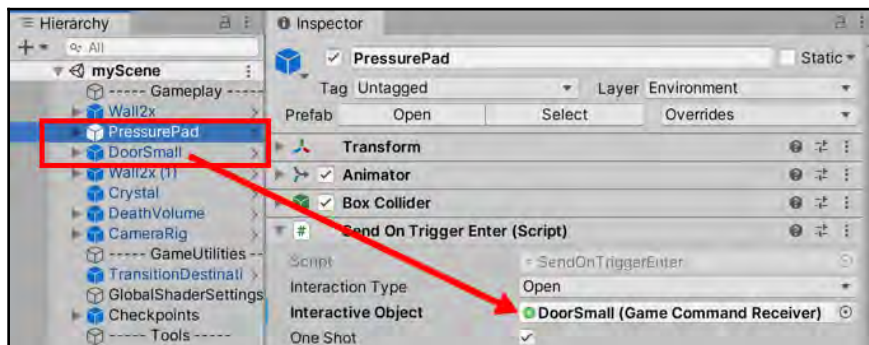 Hierarchy
All
myScene
----- Gameplay -----
Wall2x
PressurePad
DoorSmall
Wall2x (1)
Crystal
DeathVolume
CameraRig
----- GameUtilities --
TransitionDestinati
GlobalShaderSettings
Checkpoints
----- Tools -----
Inspector
PressurePad
Static
Tag Untagged Layer Environment
Prefab Open Select Overrides
Transform
Animator
Box Collider
# Send On Trigger Enter (Script)
Script SendOnTriggerEnter
Interaction Type Open
Interactive Object DoorSmall (Game Command Receiver)
One Shot